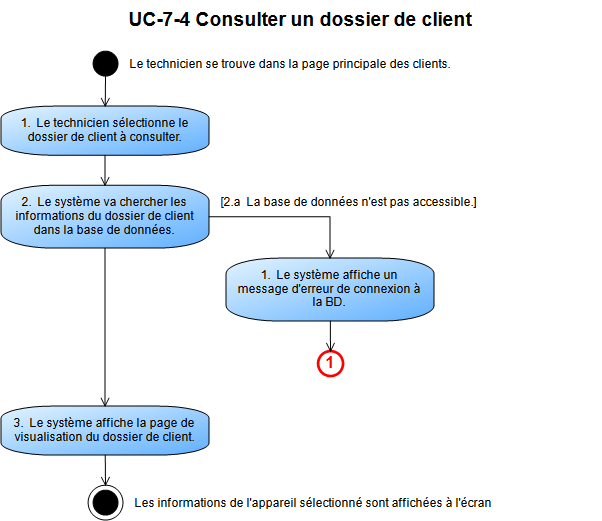 UC-7-4 Consulter un dossier de client
Le technicien se trouve dans la page principale des clients.
1. Le technicien sélectionne le
dossier de client à consulter.
2. Le système va chercher les
informations du dossier de client
dans la base de données.
[2.a La base de données n'est pas accessible.]
1. Le système affiche un
message d'erreur de connexion à
la BD.
1
3. Le système affiche la page de
visualisation du dossier de client.
Les informations de l'appareil sélectionné sont affichées à l'écran